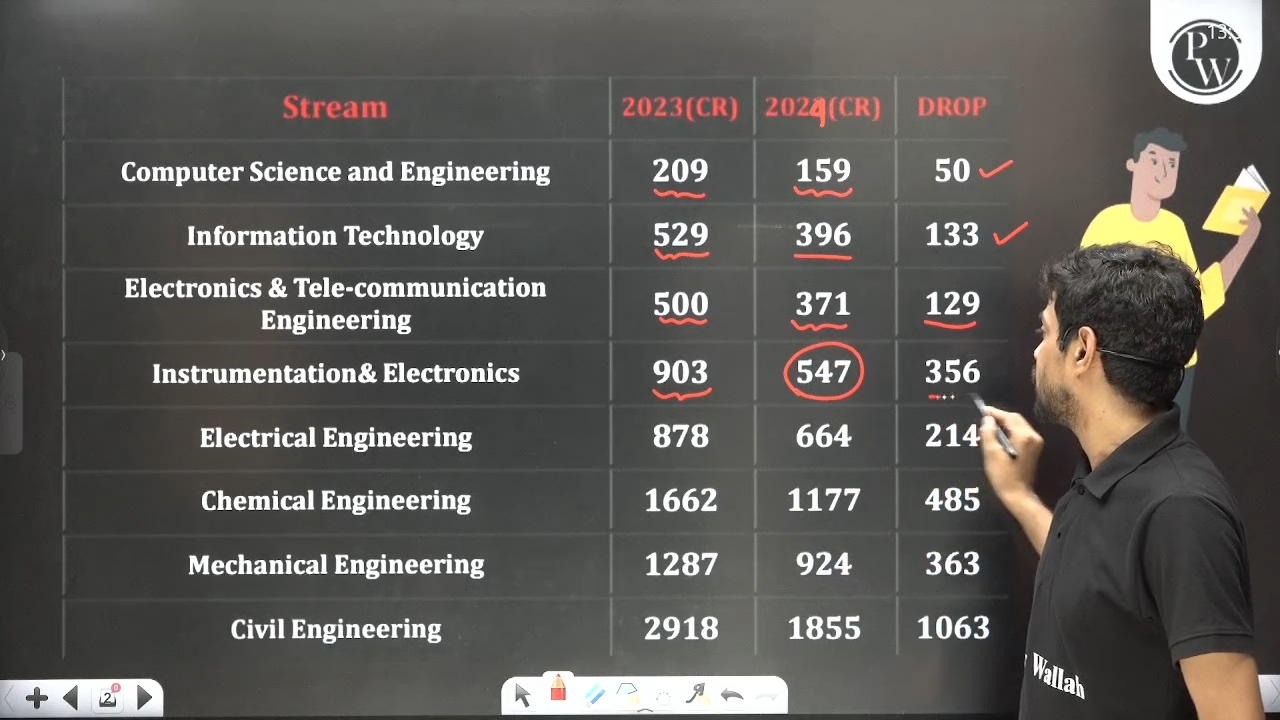 13:
PW
Stream 2023(CR) 2024(CR) DROP
Computer Science and Engineering 209 159 50
Information Technology 529 396 133
Electronics & Tele-communication
Engineering 500 371 129
Instrumentation& Electronics 903 547 356
Electrical Engineering 878 664 214
Chemical Engineering 1662 1177 485
Mechanical Engineering 1287 924 363
Civil Engineering 2918 1855 1063
Wallah
2